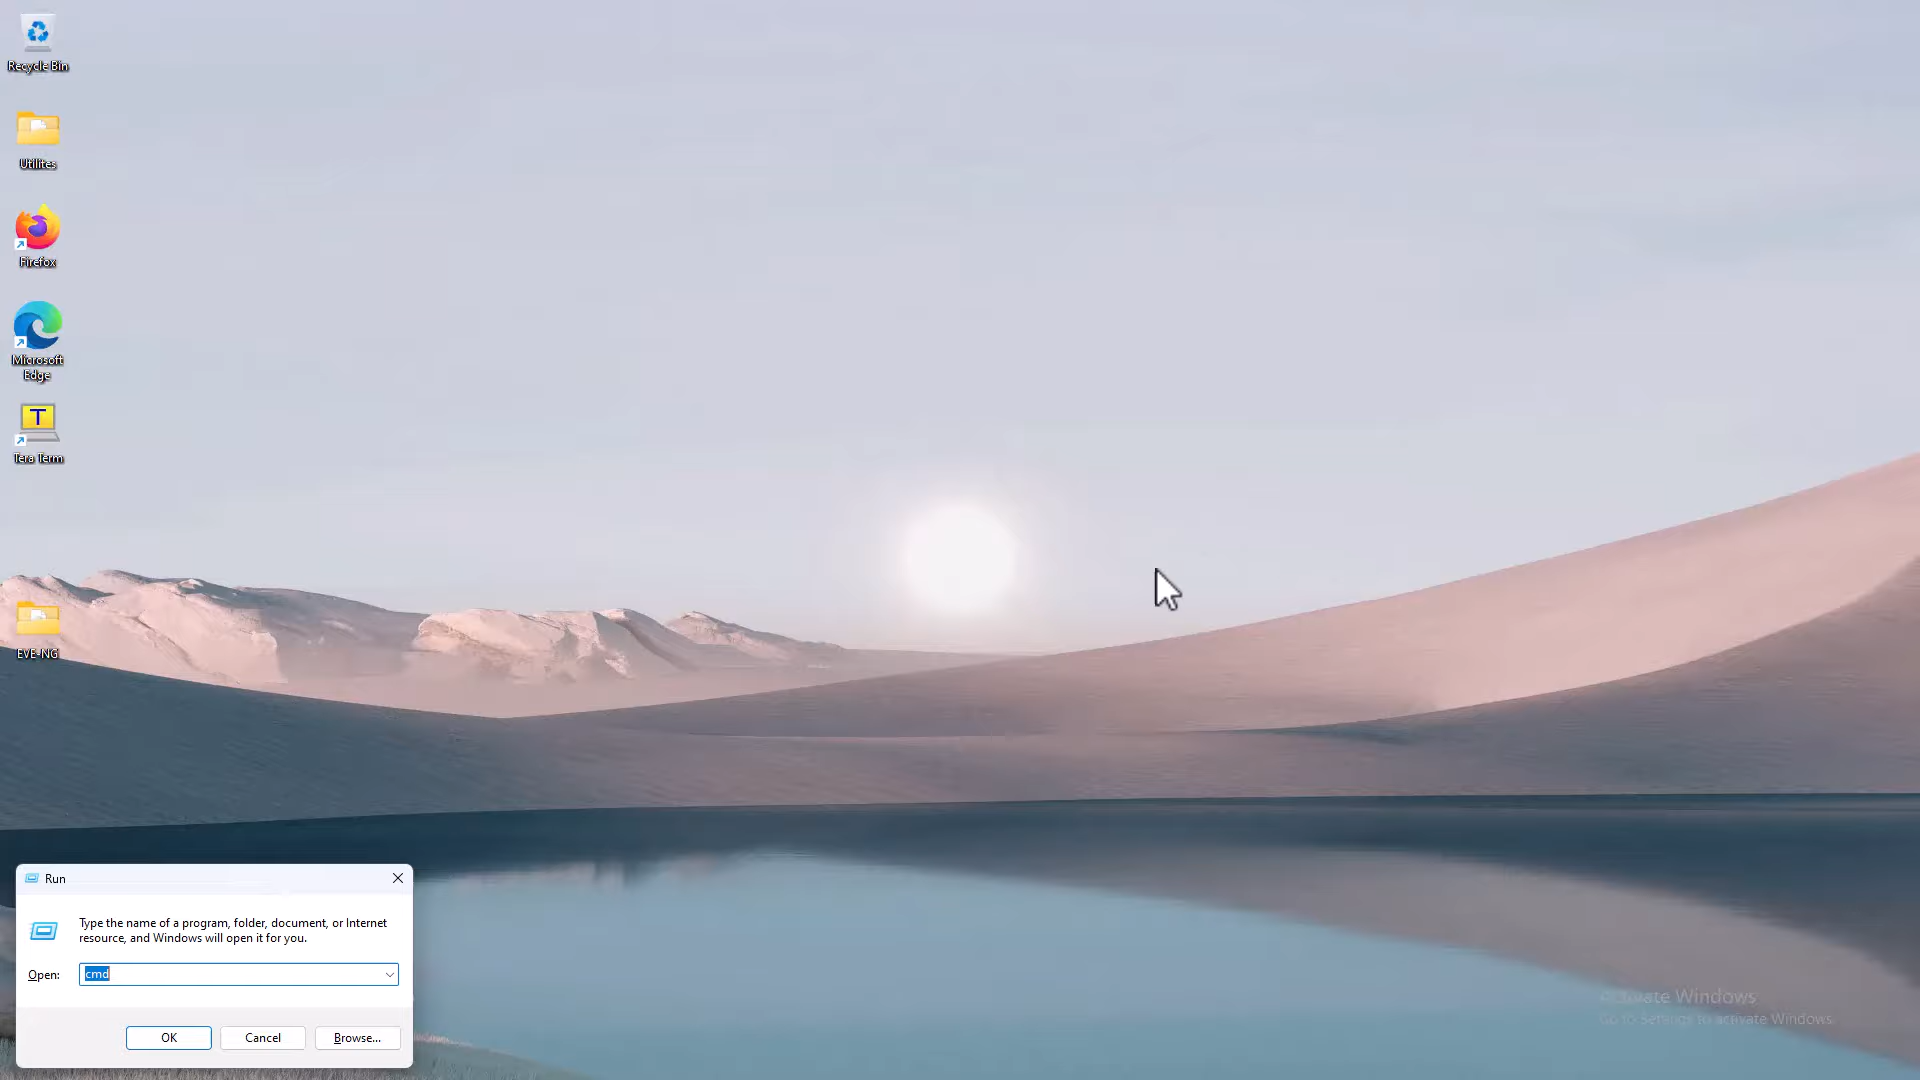 Recycle Bin
Utilites
Firefox
Microsoft
Edge
T
Tera Term
EVE-NG
Run
Type the name of a program, folder, document, or Internet
resource, and Windows will open it for you.
Open:
cmd
OK
Cancel
Browse...
Activate Windows
Go to Settings to activate Windows.